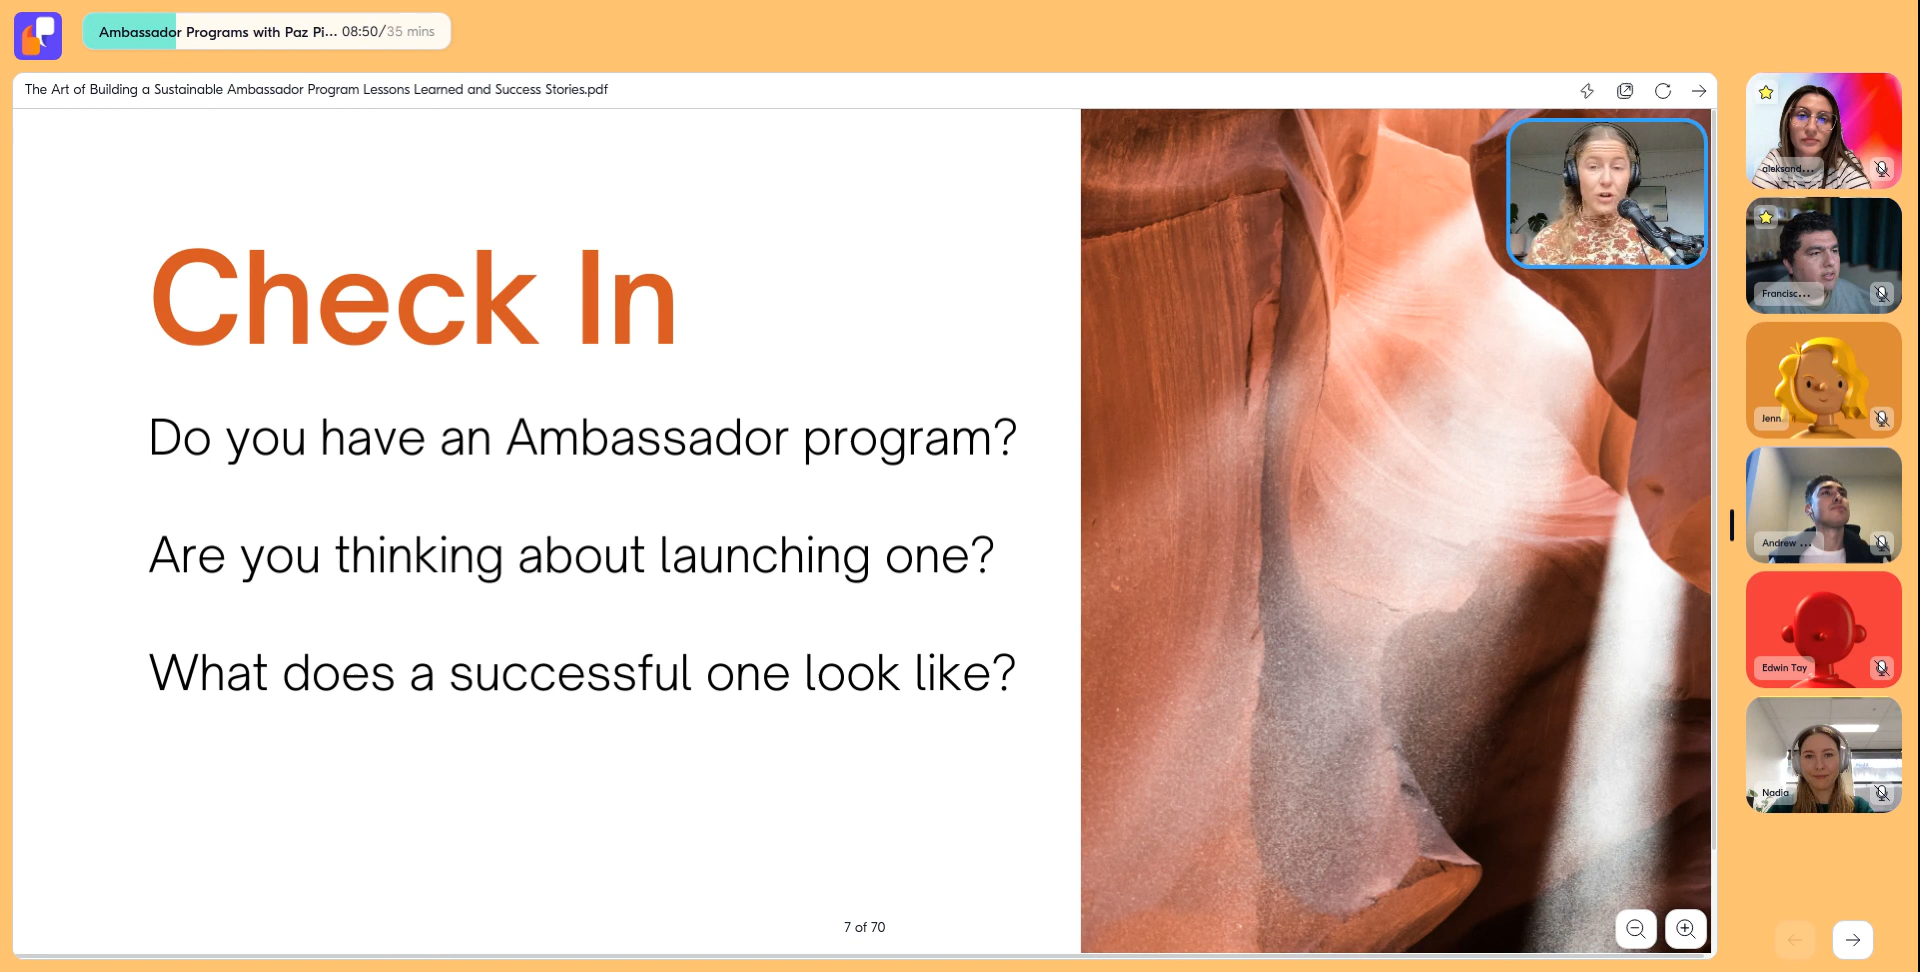 Ambassador Programs with Paz Pi... 08:50/35 mins
The Art of Building a Sustainable Ambassador Program Lessons Learned and Success Stories.pdf
Check In
Do you have an Ambassador program?
Are you thinking about launching one?
What does a successful one look like?
7 of 70
aleksand...
Francisc...
Jenn
Andrew ...
Edwin Tay
Nadia